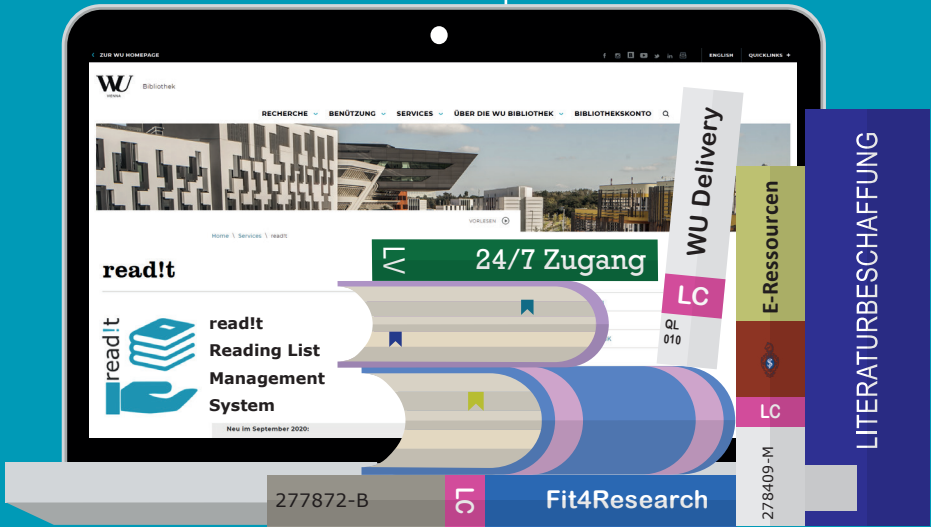 ZUR WU HOMEPAGE
ENGLISH
QUICKLINKS +
WU
VIENNA
Bibliothek
RECHERCHE
BENÜTZUNG
SERVICES
ÜBER DIE WU BIBLIOTHEK
BIBLIOTHEKSKONTO
VORLESEN
Home \ Services \ read!t
read!t
read!t
read!t
Reading List
Management
System
Neu im September 2020:
LV
24/7 Zugang
K
WU Delivery
LC
QL
010
E-Ressourcen
$
LC
278409-M
LITERATURBESCHAFFUNG
277872-B
LC
Fit4Research